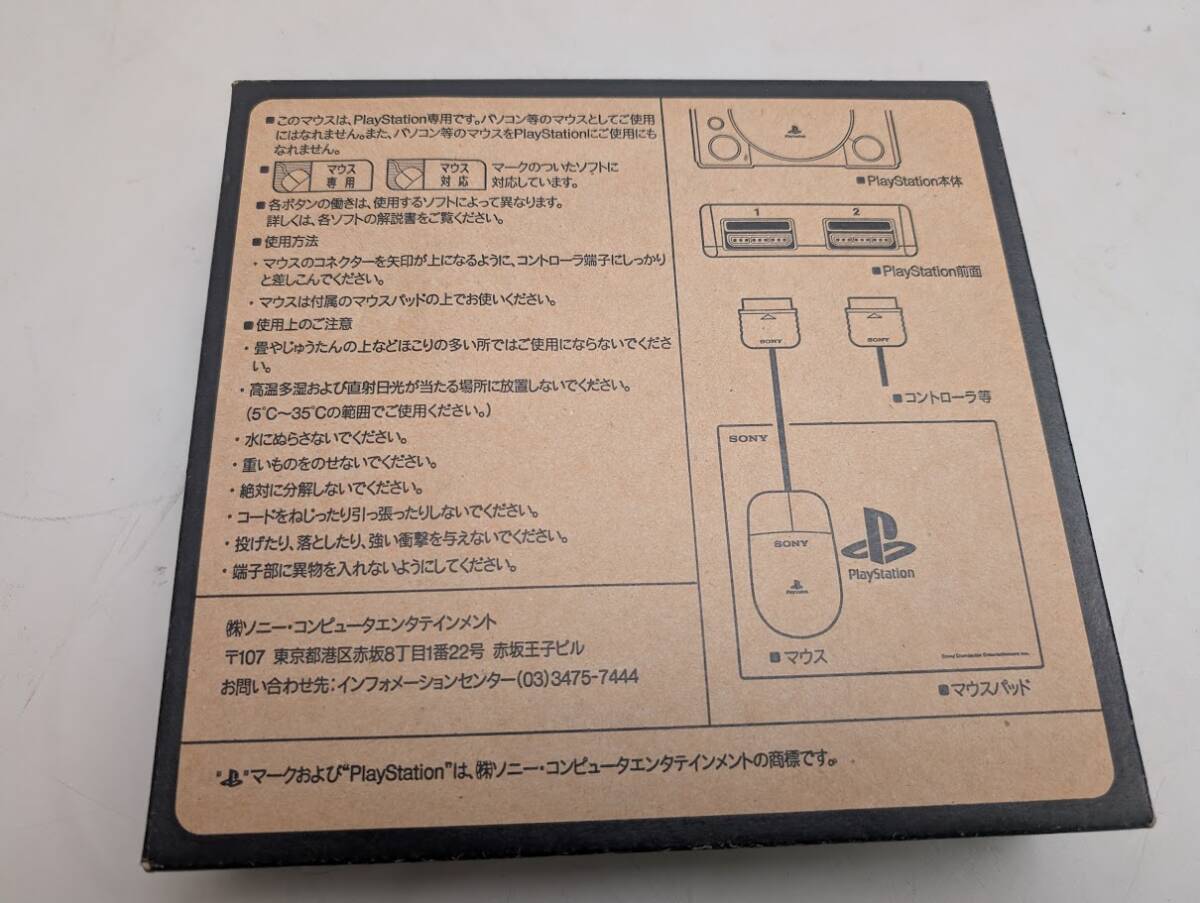 ■このマウスは、PlayStation専用です。パソコン等のマウスとしてご使用
にはなれません。また、パソコン等のマウスをPlayStationにご使用にも
なれません。
■ マウス専用 マウス対応 マークのついたソフトに
対応しています。
■各ボタンの働きは、使用するソフトによって異なります。
詳しくは、各ソフトの解説書をご覧ください。
■使用方法
・マウスのコネクターを矢印が上になるように、コントローラ端子にしっかり
と差しこんでください。
・マウスは付属のマウスパッドの上でお使いください。
■使用上のご注意
・畳やじゅうたんの上などほこりの多い所ではご使用にならないでくださ
い。
・高温多湿および直射日光が当たる場所に放置しないでください。
(5℃〜35℃の範囲でご使用ください。)
・水にぬらさないでください。
・重いものをのせないでください。
・絶対に分解しないでください。
・コードをねじったり引っ張ったりしないでください。
・投げたり、落としたり、強い衝撃を与えないでください。
・端子部に異物を入れないようにしてください。
㈱ソニー・コンピュータエンタテインメント
〒107 東京都港区赤坂8丁目1番22号 赤坂王子ビル
お問い合わせ先:インフォメーションセンター(03)3475-7444
PlayStation
■PlayStation本体
1 2
■PlayStation前面
SONY SONY
■コントローラ等
SONY
SONY
PlayStation
PlayStation
■マウス
Sony Computer Entertainment Inc.
■マウスパッド
" "マークおよび"PlayStation"は、㈱ソニー・コンピュータエンタテインメントの商標です。